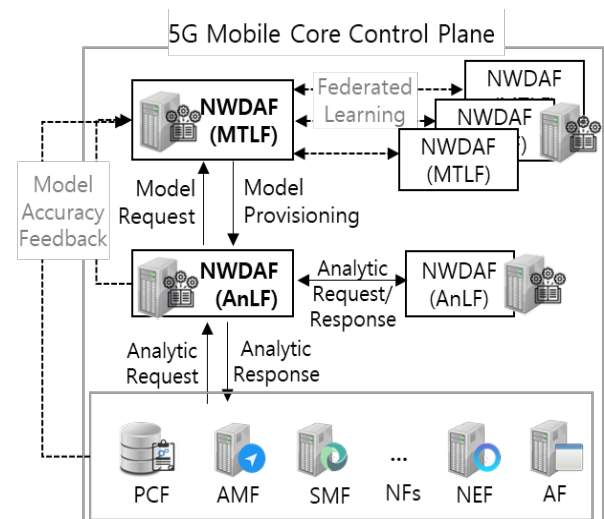 5G Mobile Core Control Plane
NWDAF
(MTLF)
Federated
Learning
NWDAF
NWDAF
NWDAF
(MTLF)
Model
Accuracy
Feedback
Model
Request
Model
Provisioning
NWDAF
(AnLF)
Analytic
Request/
Response
NWDAF
(AnLF)
Analytic
Request
Analytic
Response
PCF
AMF
SMF
...
NFs
NEF
AF